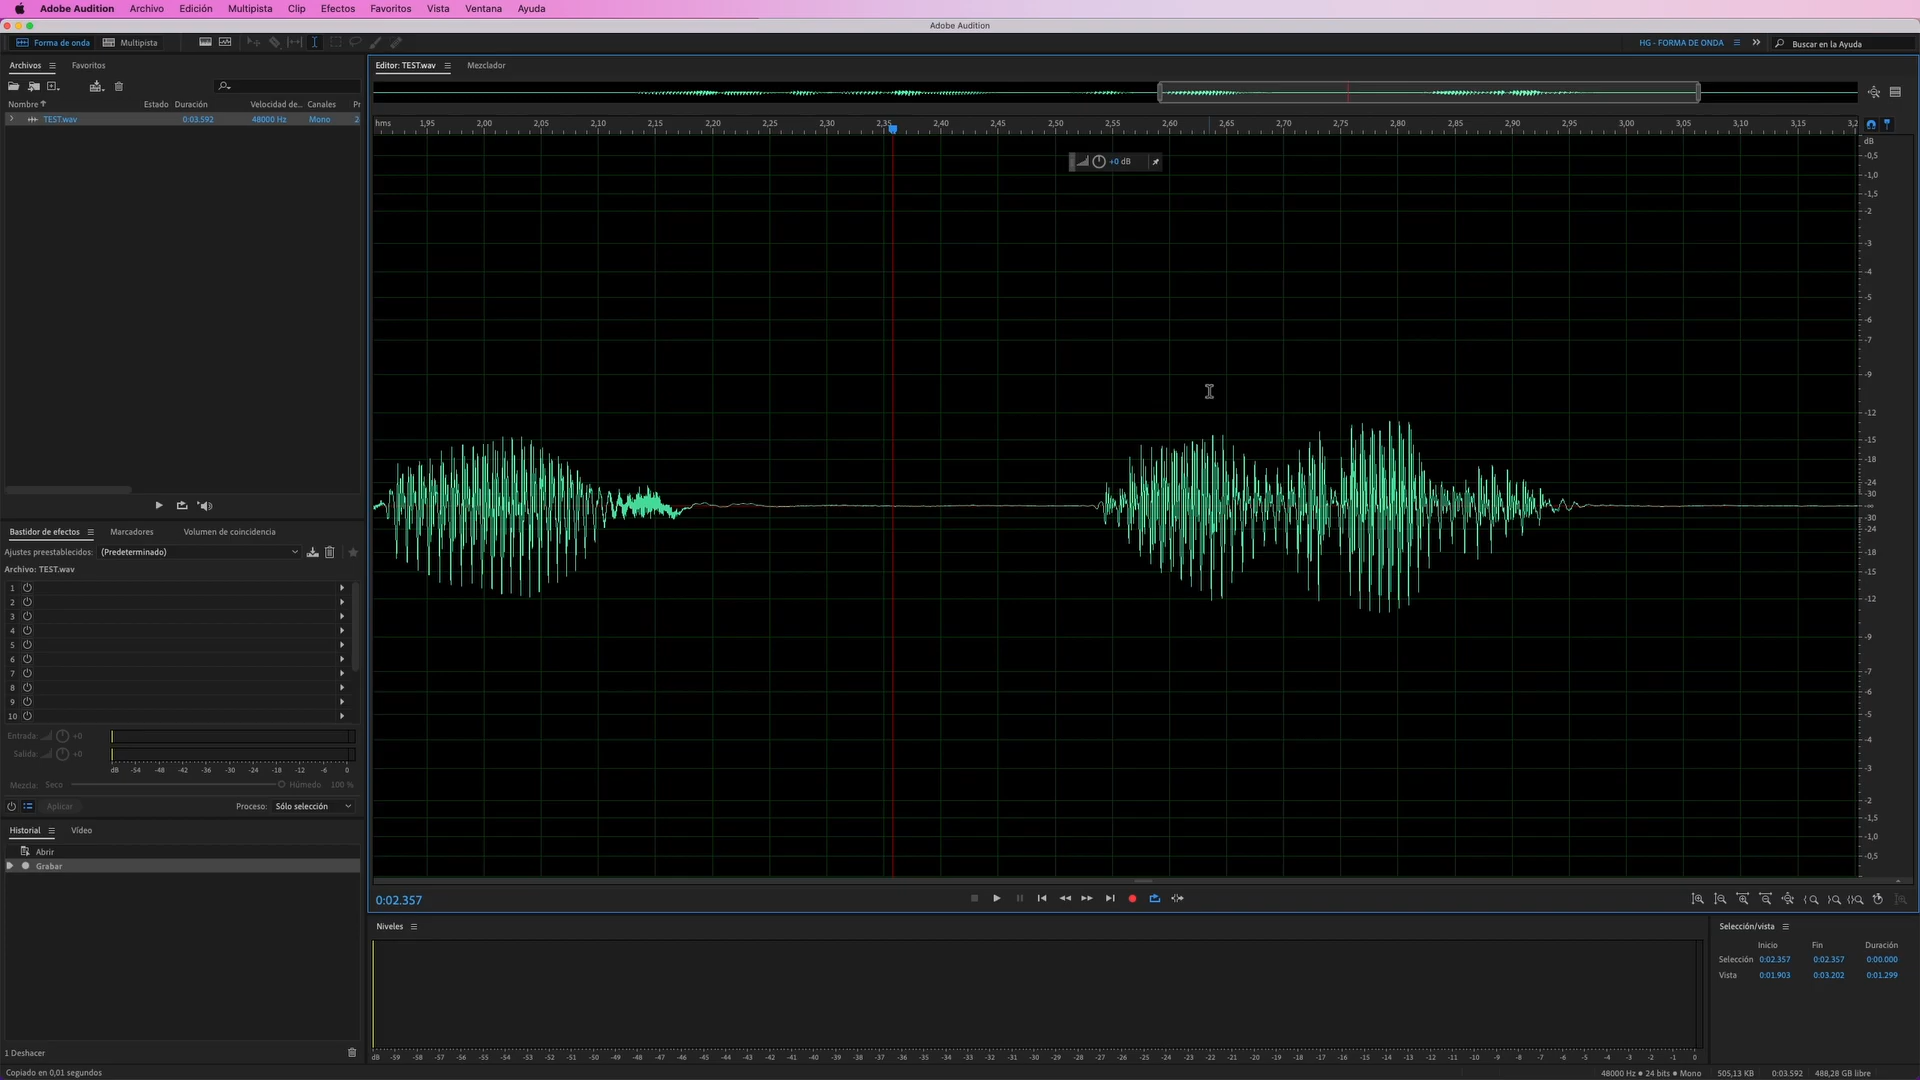 Adobe Audition Archivo Edición Multipista Clip Efectos Favoritos Vista Ventana Ayuda
Adobe Audition
Forma de onda Multipista HG - FORMA DE ONDA Buscar en la Ayuda
Archivos Favoritos
Nombre Estado Duración Velocidad de... Canales Pr
TEST.wav 0:03.592 48000 Hz Mono 2
Editor: TEST.wav Mezclador
hms 1,95 2,00 2,05 2,10 2,15 2,20 2,25 2,30 2,35 2,40 2,45 2,50 2,55 2,60 2,65 2,70 2,75 2,80 2,85 2,90 2,95 3,00 3,05 3,10 3,15 3,2
+0 dB
dB
-0,5
-1,0
-1,5
-2
-3
-4
-5
-6
-7
-9
-12
-15
-18
-24
-30
-∞
-30
-24
-18
-15
-12
-9
-7
-6
-5
-4
-3
-2
-1,5
-1,0
-0,5
Bastidor de efectos Marcadores Volumen de coincidencia
Ajustes preestablecidos: (Predeterminado)
Archivo: TEST.wav
1
2
3
4
5
6
7
8
9
10
Entrada: +0
Salida: +0
dB -54 -48 -42 -36 -30 -24 -18 -12 -6 0
Mezcla: Seco Húmedo 100 %
Aplicar Proceso: Sólo selección
Historial Vídeo
Abrir
Grabar
1 Deshacer
Copiado en 0,01 segundos
0:02.357
Niveles
dB -59 -58 -57 -56 -55 -54 -53 -52 -51 -50 -49 -48 -47 -46 -45 -44 -43 -42 -41 -40 -39 -38 -37 -36 -35 -34 -33 -32 -31 -30 -29 -28 -27 -26 -25 -24 -23 -22 -21 -20 -19 -18 -17 -16 -15 -14 -13 -12 -11 -10 -9 -8 -7 -6 -5 -4 -3 -2 -1 0
Selección/vista
Inicio Fin Duración
Selección 0:02.357 0:02.357 0:00.000
Vista 0:01.903 0:03.202 0:01.299
48000 Hz • 24 bits • Mono 505,13 KB 0:03.592 488,28 GB libre